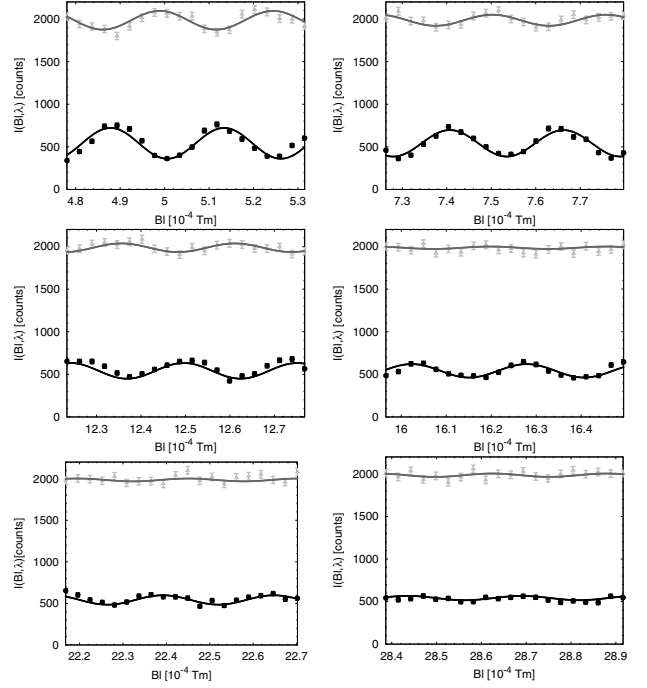 2000
1500
1000
500
0
I(Bl,λ) [counts]
4.8 4.9 5 5.1 5.2 5.3
Bl [10-4 Tm]
2000
1500
1000
500
0
I(Bl,λ) [counts]
7.3 7.4 7.5 7.6 7.7
Bl [10-4 Tm]
2000
1500
1000
500
0
I(Bl,λ) [counts]
12.3 12.4 12.5 12.6 12.7
Bl [10-4 Tm]
2000
1500
1000
500
0
I(Bl,λ) [counts]
16 16.1 16.2 16.3 16.4
Bl [10-4 Tm]
2000
1500
1000
500
0
I(Bl,λ)[counts]
22.2 22.3 22.4 22.5 22.6 22.7
Bl [10-4 Tm]
2000
1500
1000
500
0
I(Bl,λ) [counts]
28.4 28.5 28.6 28.7 28.8 28.9
Bl [10-4 Tm]